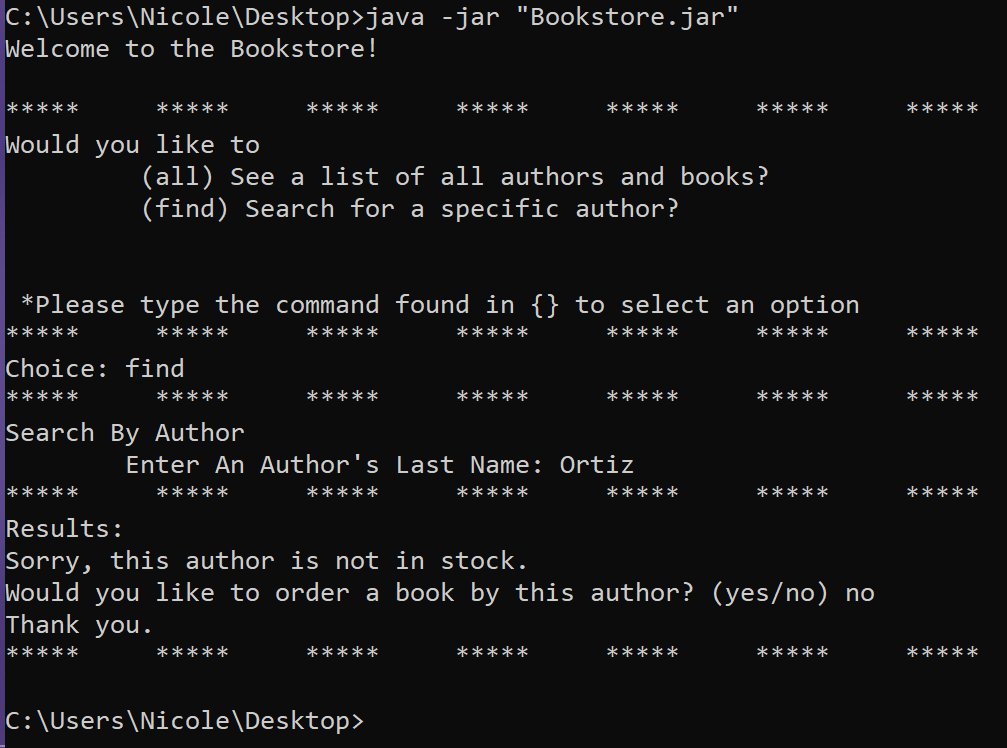 C:\Users\Nicole\Desktop>java -jar "Bookstore.jar"
Welcome to the Bookstore!
***** ***** ***** ***** ***** ***** *****
Would you like to
(all) See a list of all authors and books?
(find) Search for a specific author?
*Please type the command found in {} to select an option
***** ***** ***** ***** ***** ***** *****
Choice: find
***** ***** ***** ***** ***** ***** *****
Search By Author
Enter An Author's Last Name: Ortiz
***** ***** ***** ***** ***** ***** *****
Results:
Sorry, this author is not in stock.
Would you like to order a book by this author? (yes/no) no
Thank you.
***** ***** ***** ***** ***** ***** *****
C:\Users\Nicole\Desktop>